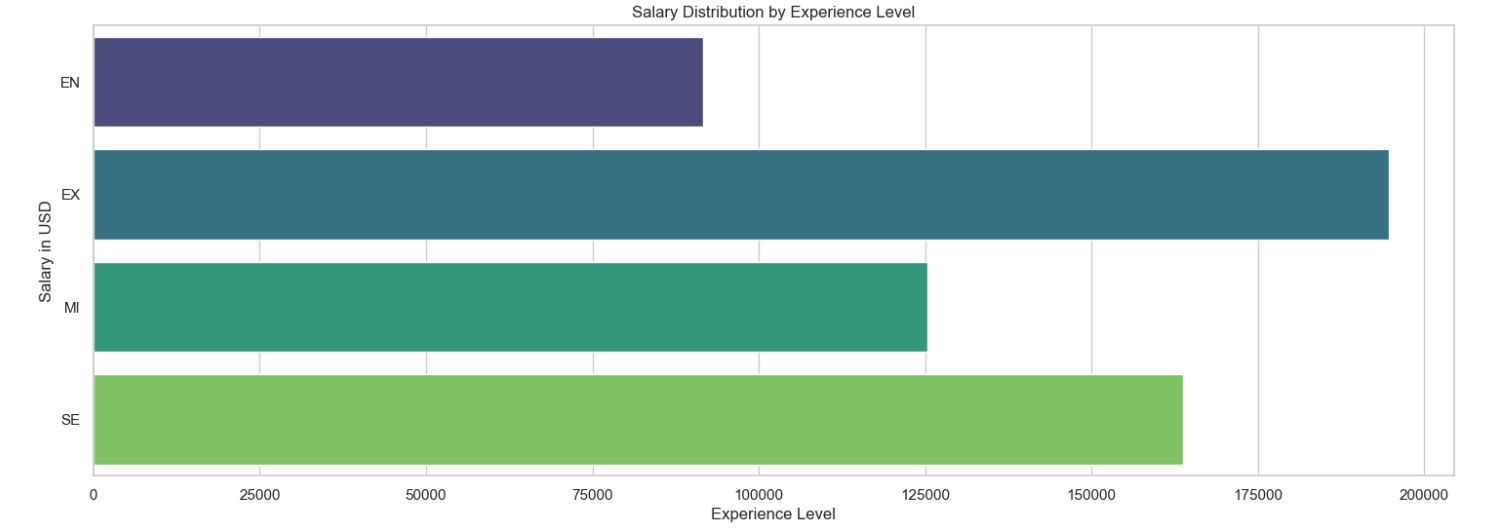 Salary Distribution by Experience Level
EN
EX
MI
SE
Salary in USD
0 25000 50000 75000 100000 125000 150000 175000 200000
Experience Level